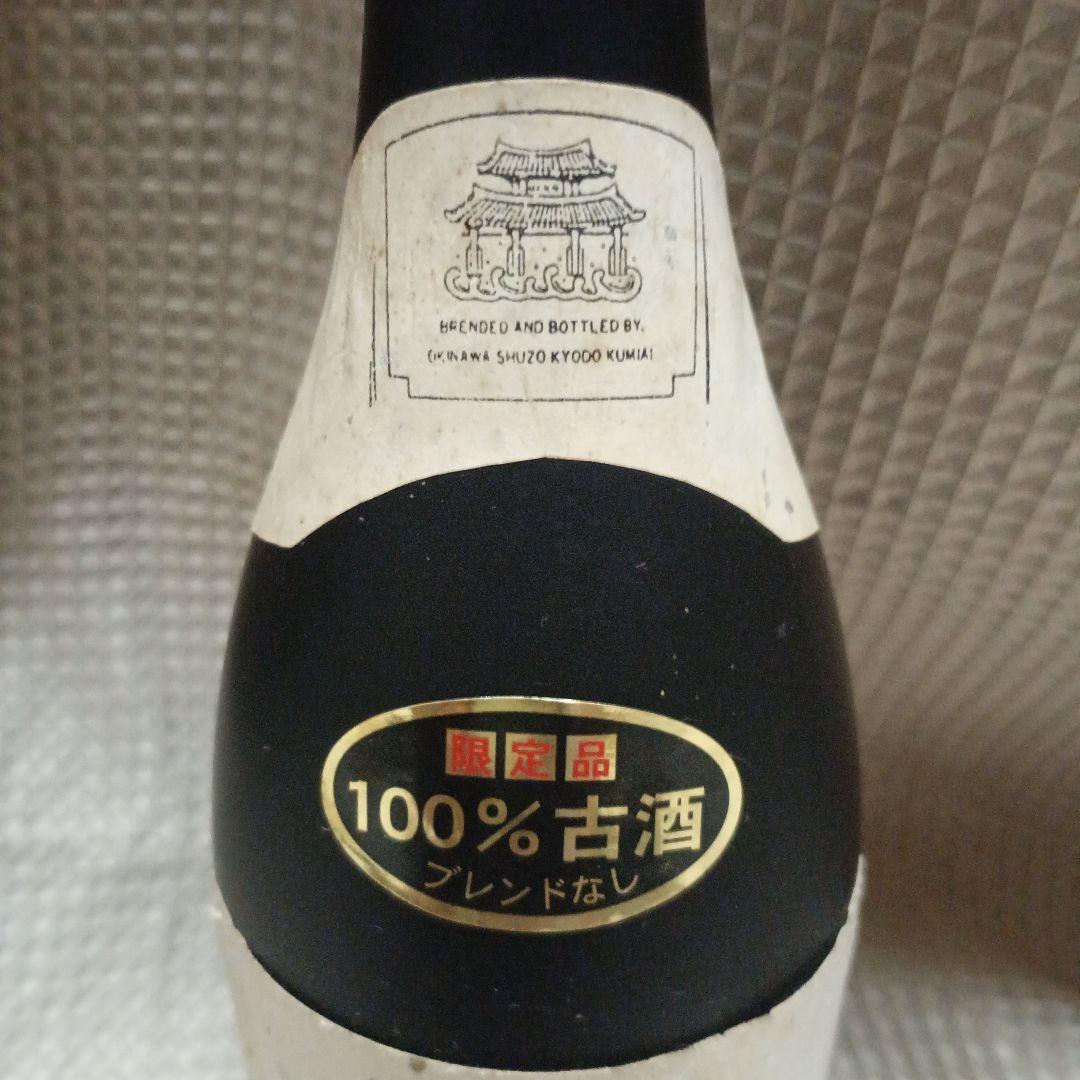 BRENDED AND BOTTLED BY,
OKINAWA SHUZO KYODO KUMIAI
限定品
100%古酒
ブレンドなし